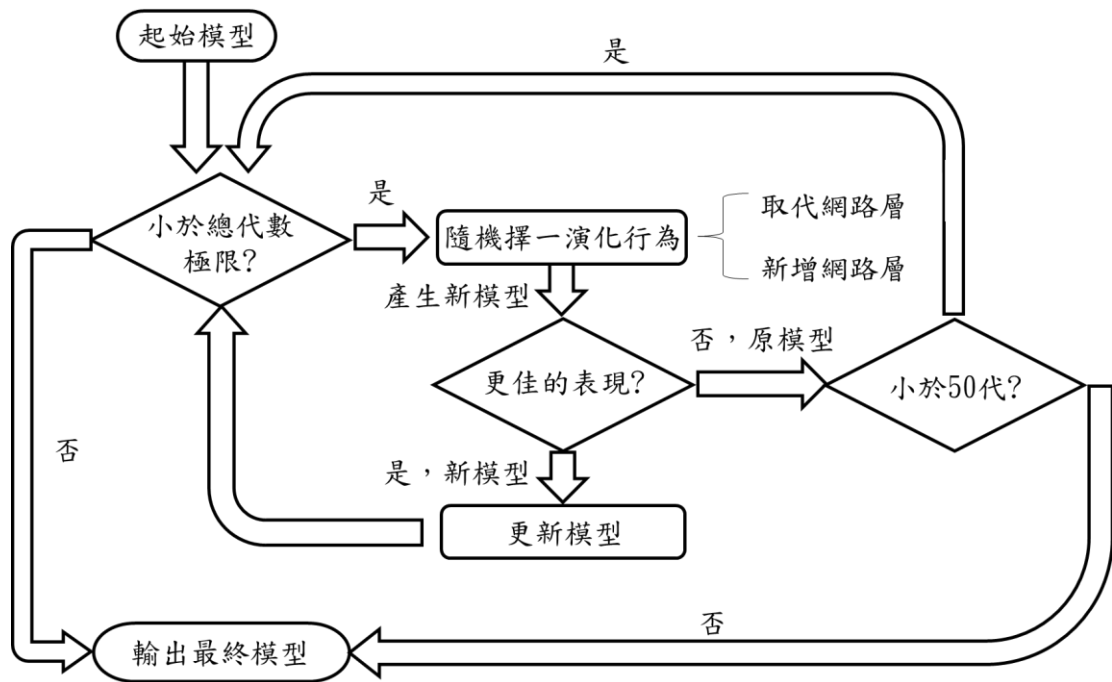 起始模型
是
小於總代數
極限?
是
隨機擇一演化行為
取代網路層
新增網路層
產生新模型
更佳的表現?
否，原模型
小於50代?
否
是，新模型
更新模型
否
輸出最終模型